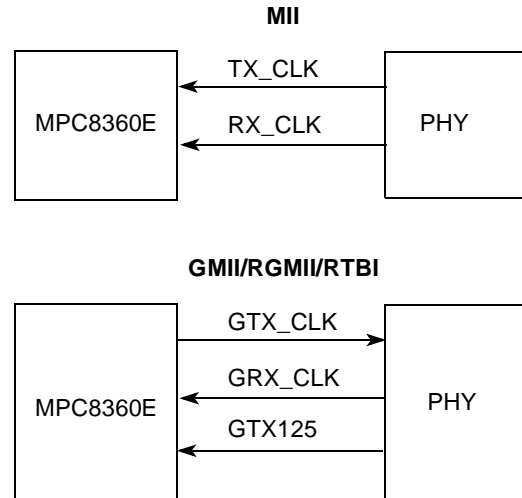 MII
TX_CLK
MPC8360E
RX_CLK
PHY
GMII/RGMII/RTBI
GTX_CLK
GRX_CLK
MPC8360E
PHY
GTX125